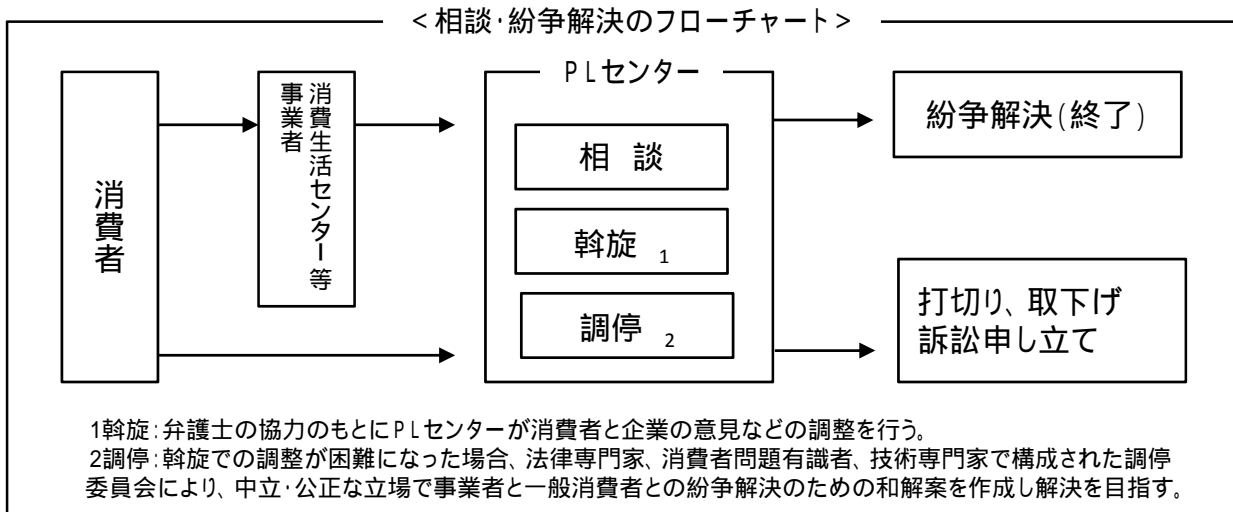 ＜相談･紛争解決のフローチャート＞
消費者
消費生活センター等
事業者
ＰＬセンター
相 談
斡旋 1
調停 2
紛争解決(終了)
打切り、取下げ
訴訟申し立て
1斡旋:弁護士の協力のもとにＰＬセンターが消費者と企業の意見などの調整を行う。
2調停:斡旋での調整が困難になった場合、法律専門家、消費者問題有識者、技術専門家で構成された調停
委員会により、中立･公正な立場で事業者と一般消費者との紛争解決のための和解案を作成し解決を目指す。